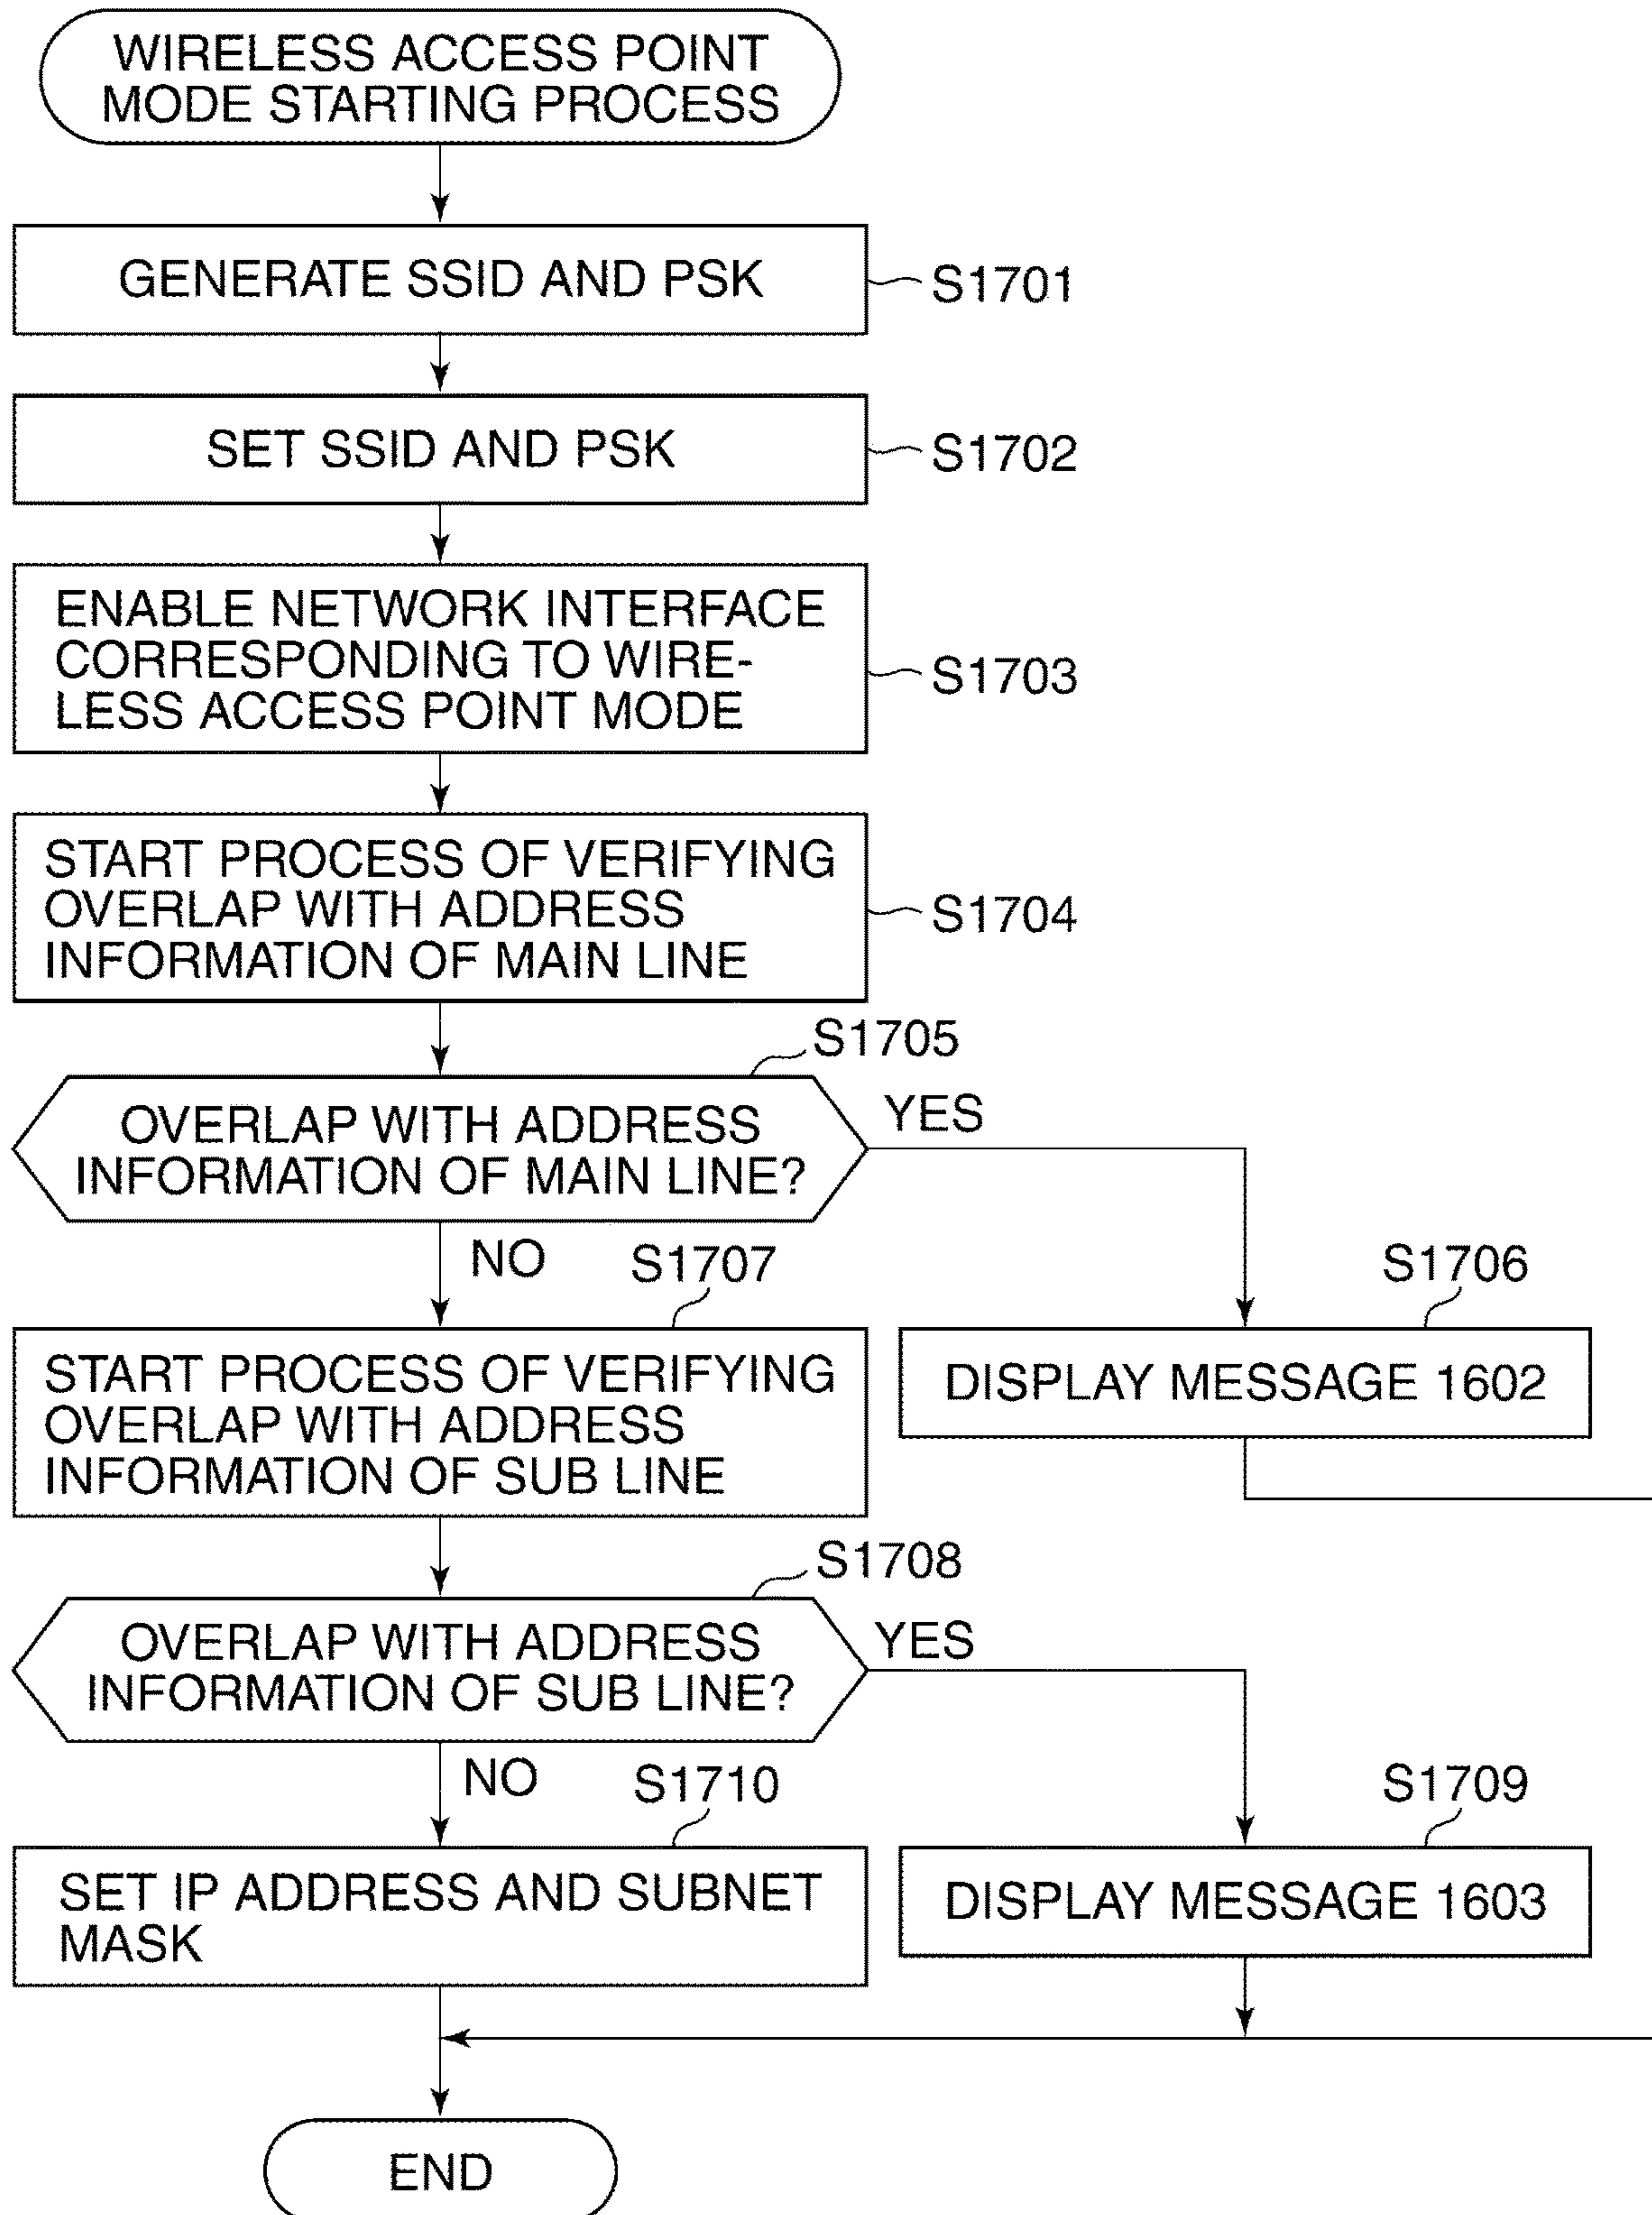 WIRELESS ACCESS POINT
MODE STARTING PROCESS
GENERATE SSID AND PSK
S1701
SET SSID AND PSK
S1702
ENABLE NETWORK INTERFACE
CORRESPONDING TO WIRE-
LESS ACCESS POINT MODE
S1703
START PROCESS OF VERIFYING
OVERLAP WITH ADDRESS
INFORMATION OF MAIN LINE
S1704
S1705
OVERLAP WITH ADDRESS
INFORMATION OF MAIN LINE?
YES
NO
S1707
S1706
START PROCESS OF VERIFYING
OVERLAP WITH ADDRESS
INFORMATION OF SUB LINE
DISPLAY MESSAGE 1602
S1708
OVERLAP WITH ADDRESS
INFORMATION OF SUB LINE?
YES
NO
S1710
S1709
SET IP ADDRESS AND SUBNET
MASK
DISPLAY MESSAGE 1603
END